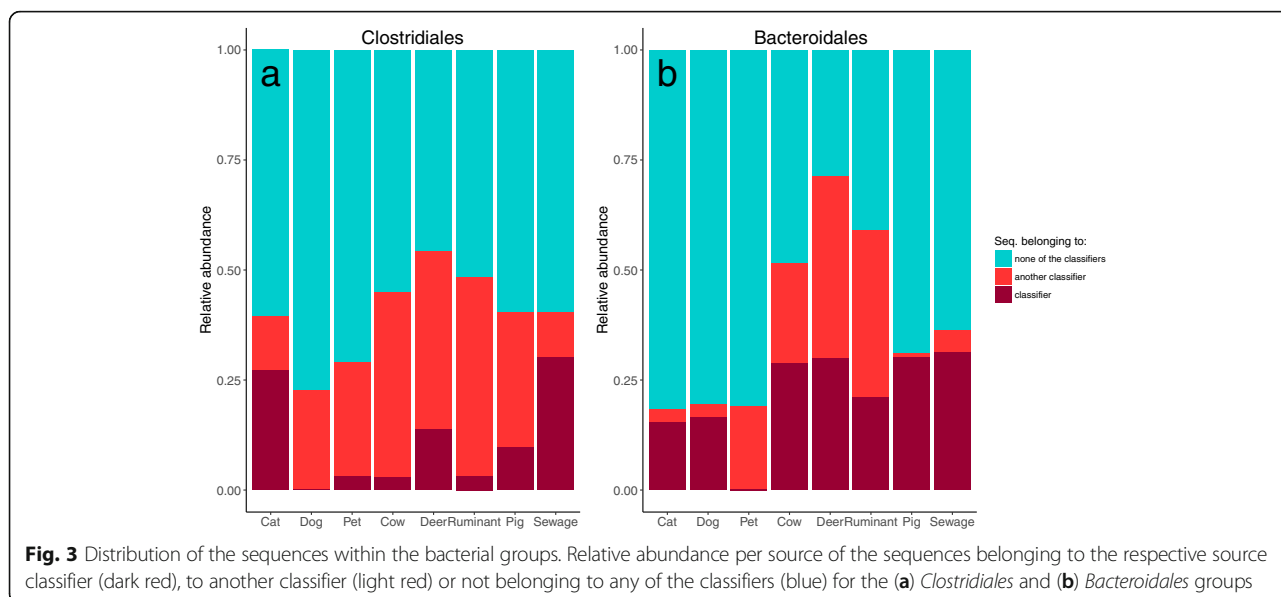 Clostridiales
Bacteroidales
a
b
1.00
0.75
0.50
0.25
0.00
Relative abundance
Cat Dog Pet Cow Deer Ruminant Pig Sewage
1.00
0.75
0.50
0.25
0.00
Relative abundance
Cat Dog Pet Cow Deer Ruminant Pig Sewage
Seq. belonging to:
none of the classifiers
another classifier
classifier
Fig. 3 Distribution of the sequences within the bacterial groups. Relative abundance per source of the sequences belonging to the respective source
classifier (dark red), to another classifier (light red) or not belonging to any of the classifiers (blue) for the (a) Clostridiales and (b) Bacteroidales groups